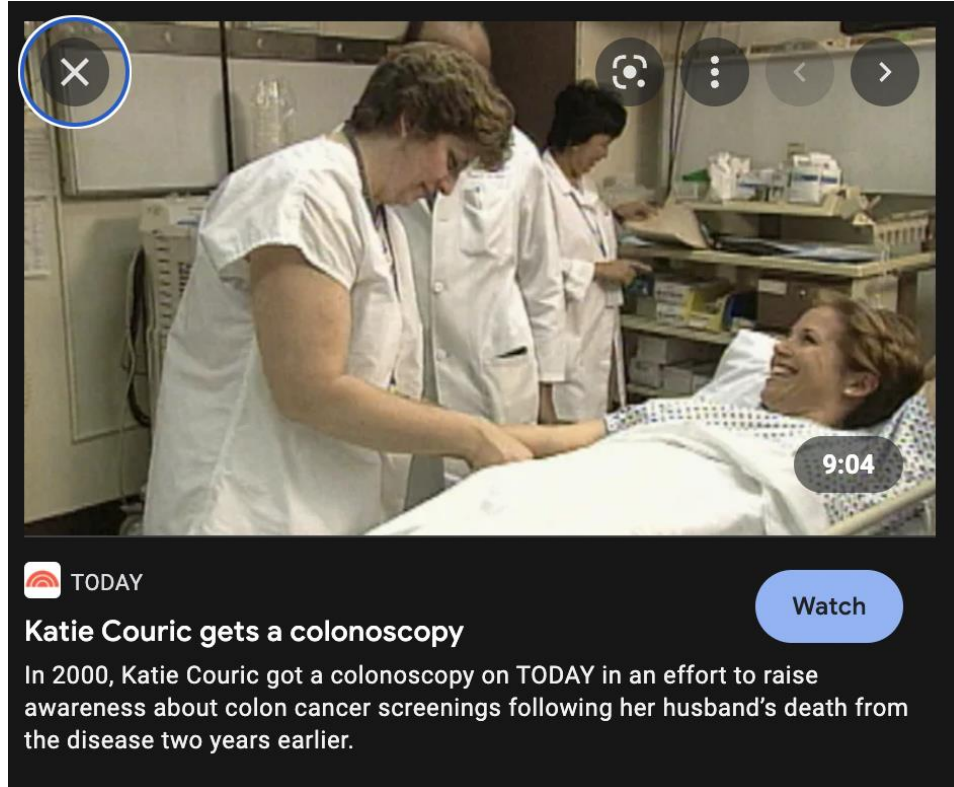 9:04
TODAY
Watch
Katie Couric gets a colonoscopy
In 2000, Katie Couric got a colonoscopy on TODAY in an effort to raise
awareness about colon cancer screenings following her husband’s death from
the disease two years earlier.